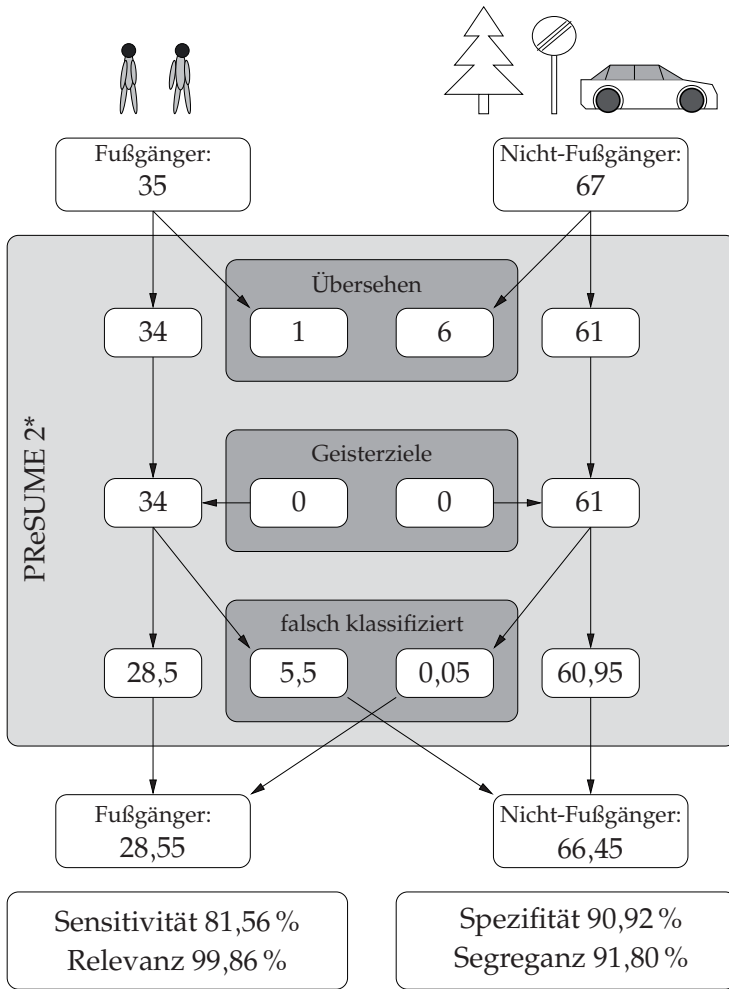 Fußgänger:
35
Nicht-Fußgänger:
67
PReSUME 2*
Übersehen
34
1
6
61
Geisterziele
34
0
0
61
falsch klassifiziert
28,5
5,5
0,05
60,95
Fußgänger:
28,55
Nicht-Fußgänger:
66,45
Sensitivität 81,56 %
Relevanz 99,86 %
Spezifität 90,92 %
Segreganz 91,80 %